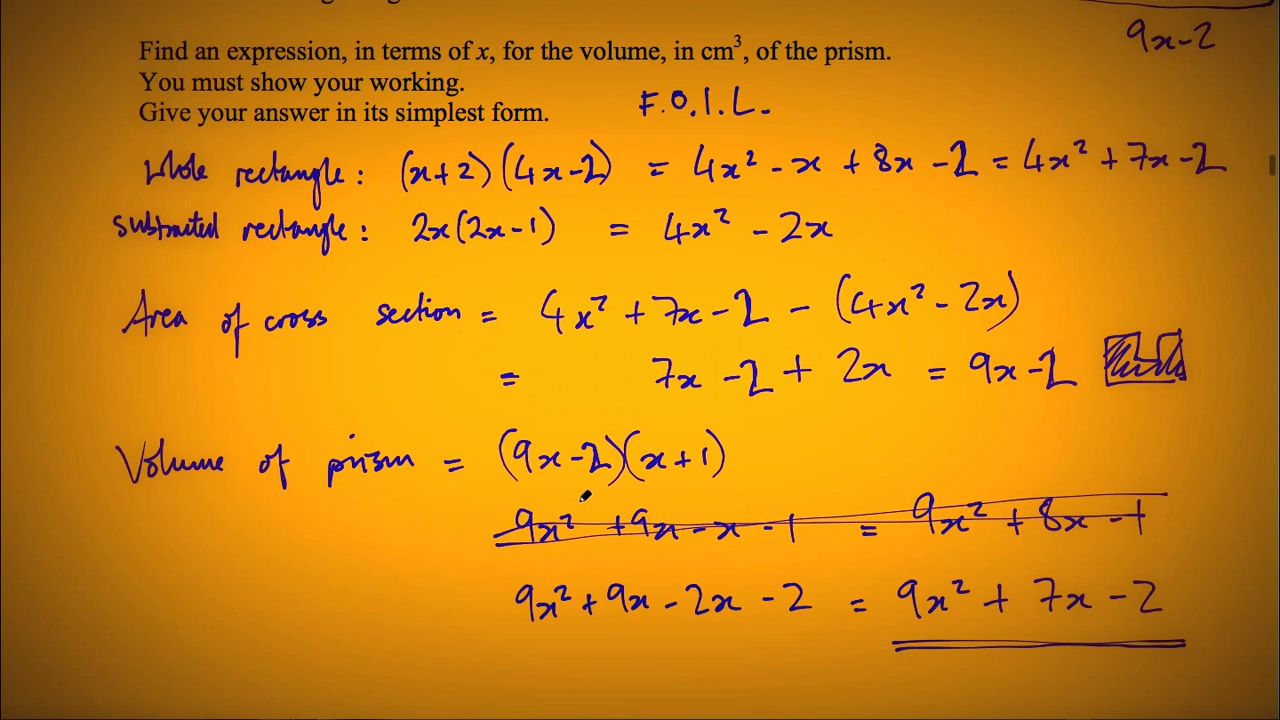 9x-2
Find an expression, in terms of x, for the volume, in cm³, of the prism.
You must show your working.
Give your answer in its simplest form.
F.O.I.L.
Whole rectangle: (x+2)(4x-2) = 4x² - x + 8x - 2 = 4x² + 7x - 2
subtracted rectangle: 2x(2x-1) = 4x² - 2x
Area of cross section = 4x² + 7x - 2 - (4x² - 2x)
= 7x - 2 + 2x = 9x - 2
Volume of prism = (9x-2)(x+1)
9x² + 9x - x - 1 = 9x² + 8x - 1
9x² + 9x - 2x - 2 = 9x² + 7x - 2